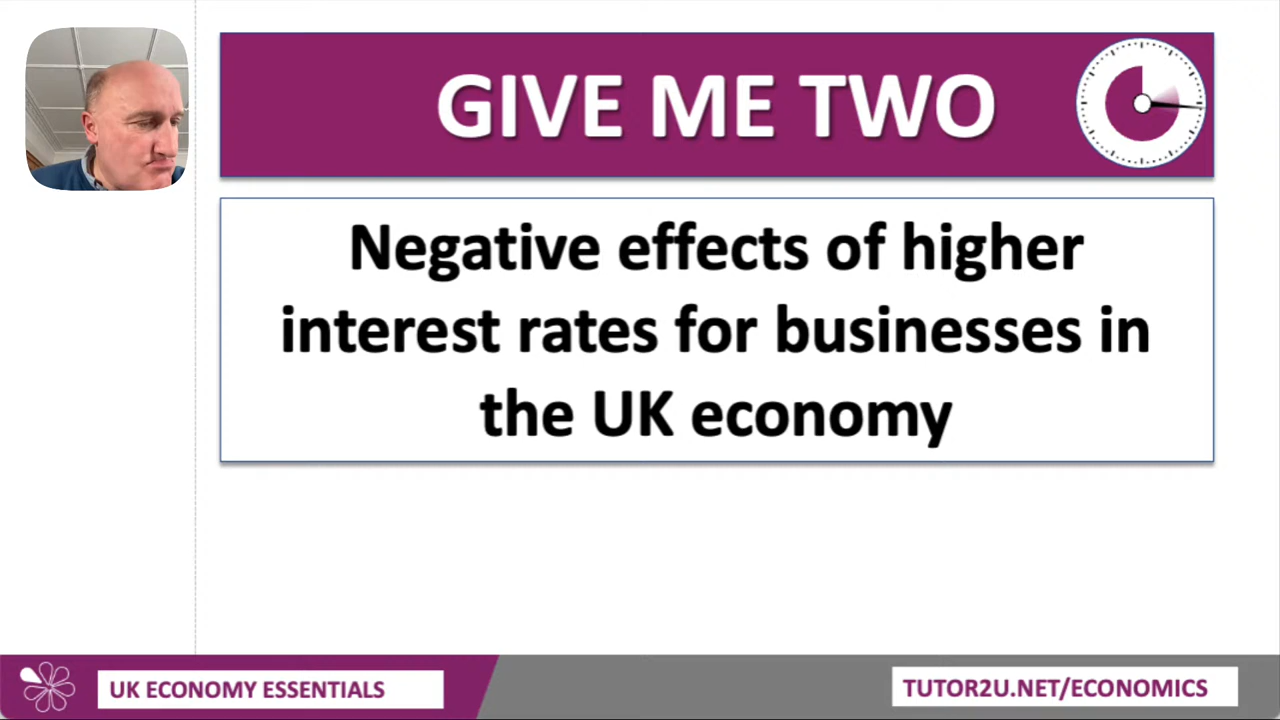 GIVE ME TWO
Negative effects of higher
interest rates for businesses in
the UK economy
UK ECONOMY ESSENTIALS
TUTOR2U.NET/ECONOMICS